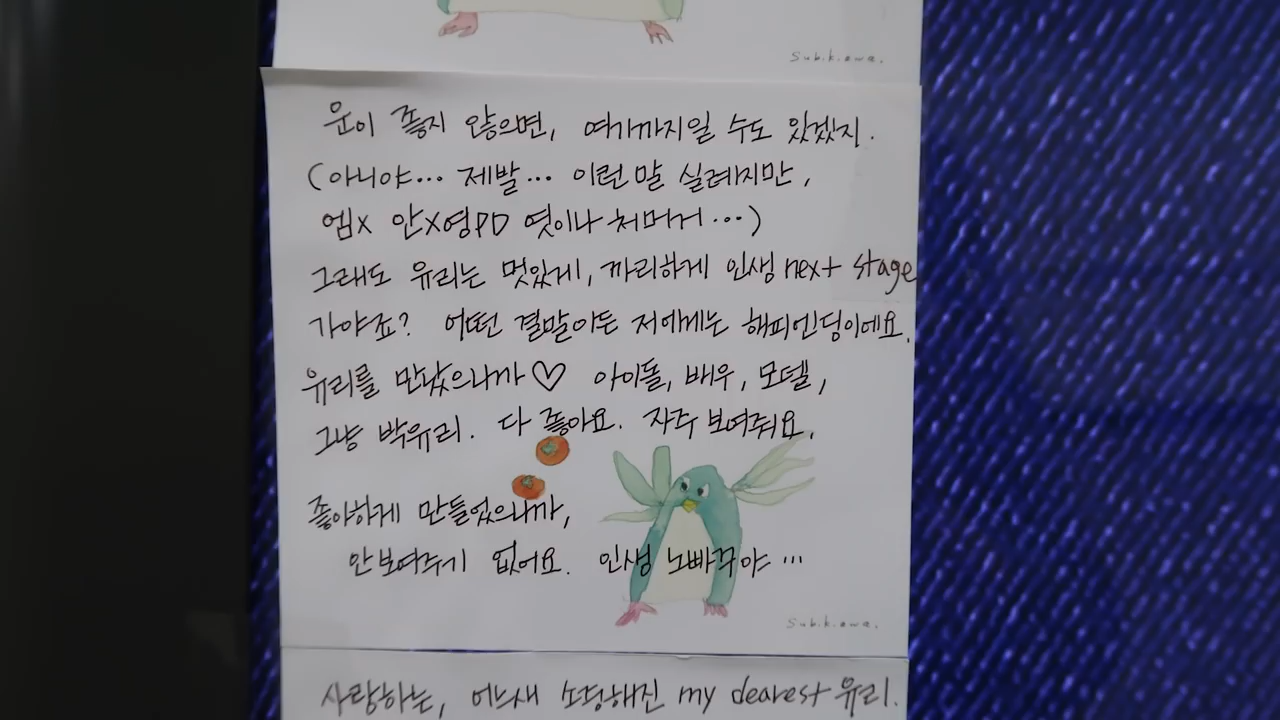 Subikawa.
운이 좋지 않으면, 여기까지일 수도 있겠지.
(아니야... 제발... 이런 말 실례지만,
엠X 안X영PD 엿이나 처머거...)
그래도 유리는 멋있게, 까리하게 인생 next stage
가야죠? 어떤 결말이든 저에게는 해피엔딩이에요.
유리를 만났으니까♡ 아이돌, 배우, 모델,
그냥 박유리. 다 좋아요. 자주 보여줘요.
좋아하게 만들었으니까,
안보여주기 없어요. 인생 노빠꾸야...
Subikawa.
사랑하는, 어느새 소중해진 my dearest 유리.